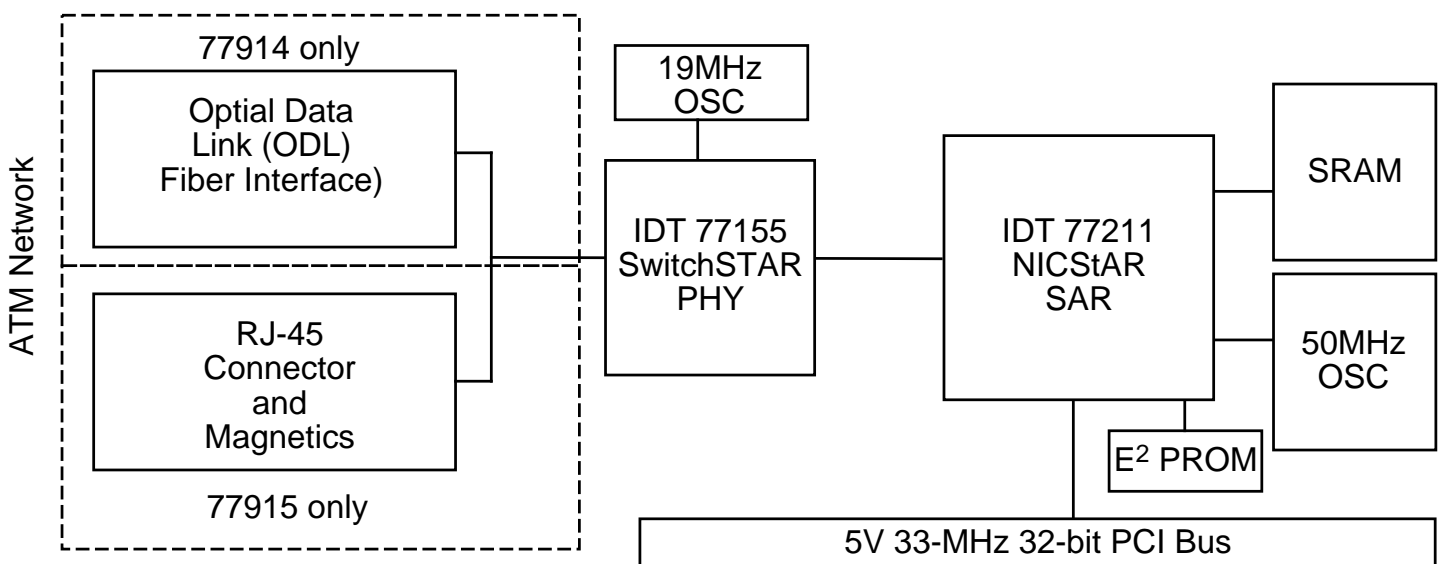 ATM Network
77914 only
Optial Data
Link (ODL)
Fiber Interface)
RJ-45
Connector
and
Magnetics
77915 only
19MHz
OSC
IDT 77155
SwitchSTAR
PHY
IDT 77211
NICStAR
SAR
SRAM
50MHz
OSC
E² PROM
5V 33-MHz 32-bit PCI Bus